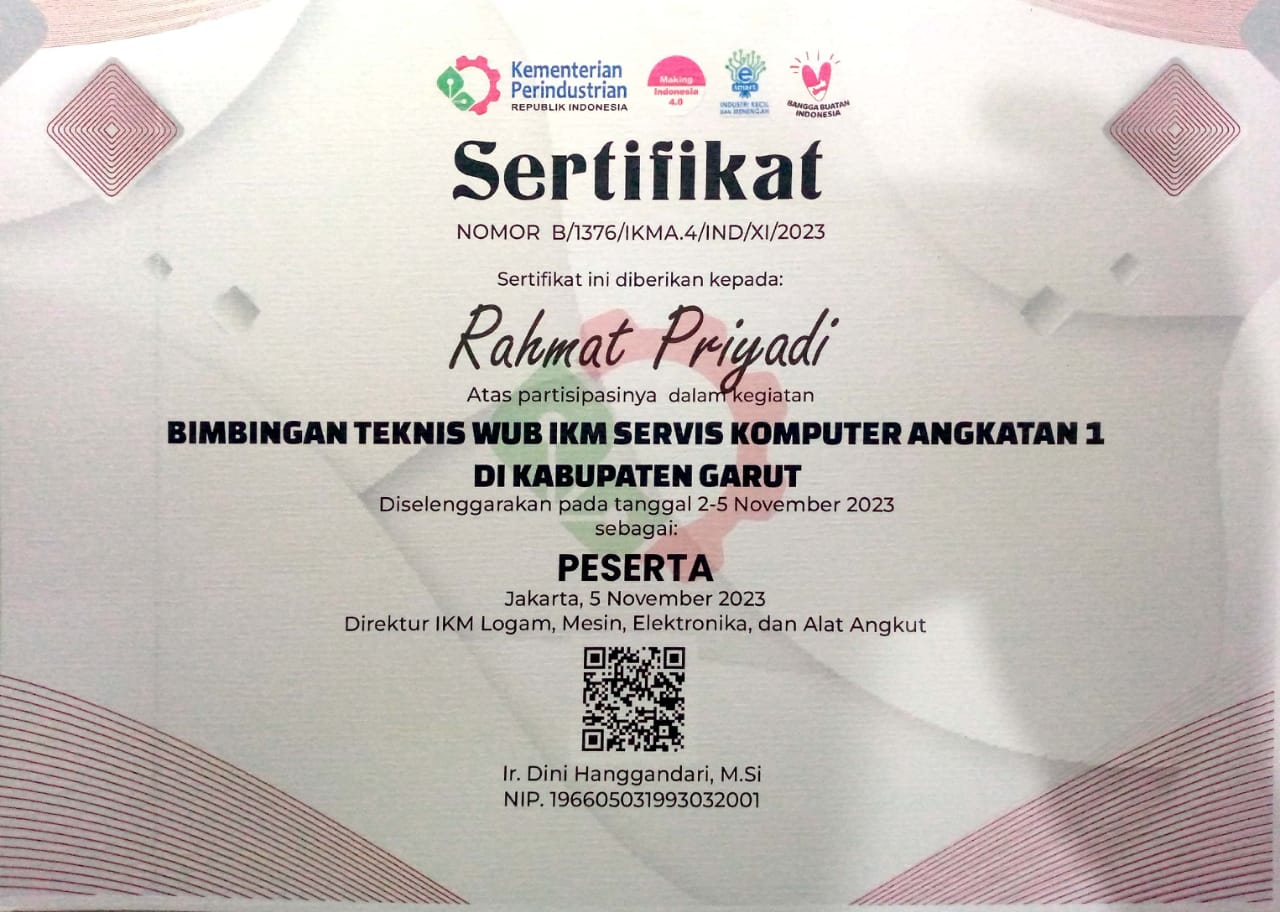 Kementerian
Perindustrian
REPUBLIK INDONESIA
Making
Indonesia
4.0
e
smart
INDUSTRI KECIL
DAN MENENGAH
BANGGA BUATAN
INDONESIA
Sertifikat
NOMOR B/1376/IKMA.4/IND/XI/2023
Sertifikat ini diberikan kepada:
Rahmat Priyadi
Atas partisipasinya dalam kegiatan
BIMBINGAN TEKNIS WUB IKM SERVIS KOMPUTER ANGKATAN 1
DI KABUPATEN GARUT
Diselenggarakan pada tanggal 2-5 November 2023
sebagai:
PESERTA
Jakarta, 5 November 2023
Direktur IKM Logam, Mesin, Elektronika, dan Alat Angkut
Ir. Dini Hanggandari, M.Si
NIP. 196605031993032001